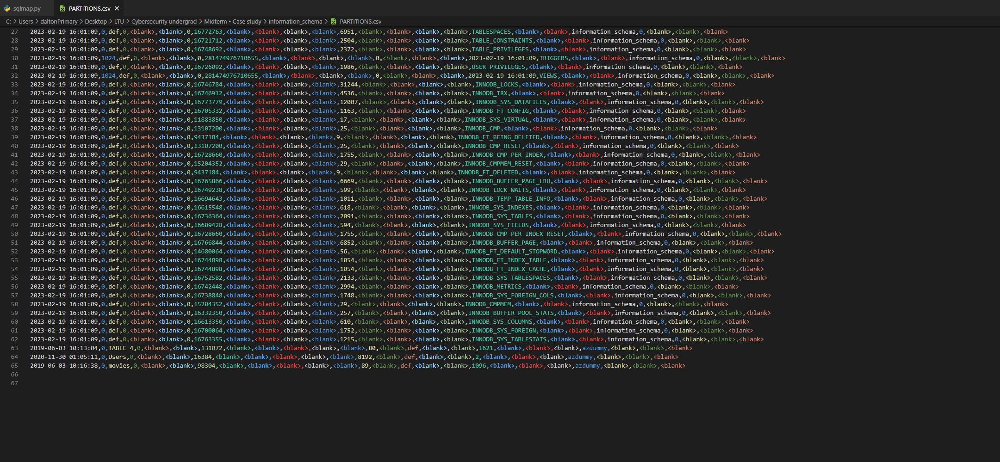 sqlmap.py PARTITIONS.csv
C: > Users > daltonPrimary > Desktop > LTU > Cybersecurity undergrad > Midterm - Case study > information_schema > PARTITIONS.csv
27 2023-02-19 16:01:09,0,def,0,<blank>,<blank>,0,16772763,<blank>,<blank>,<blank>,<blank>,6951,<blank>,<blank>,<blank>,<blank>,TABLESPACES,<blank>,<blank>,information_schema,0,<blank>,<blank>,<blank>
28 2023-02-19 16:01:09,0,def,0,<blank>,<blank>,0,16721712,<blank>,<blank>,<blank>,<blank>,2504,<blank>,<blank>,<blank>,<blank>,TABLE_CONSTRAINTS,<blank>,<blank>,information_schema,0,<blank>,<blank>,<blank>
29 2023-02-19 16:01:09,0,def,0,<blank>,<blank>,0,16748692,<blank>,<blank>,<blank>,<blank>,2372,<blank>,<blank>,<blank>,<blank>,TABLE_PRIVILEGES,<blank>,<blank>,information_schema,0,<blank>,<blank>,<blank>
30 2023-02-19 16:01:09,1024,def,0,<blank>,<blank>,0,281474976710655,<blank>,<blank>,<blank>,<blank>,0,<blank>,<blank>,<blank>,2023-02-19 16:01:09,TRIGGERS,<blank>,<blank>,information_schema,0,<blank>,<blank>,<blank>
31 2023-02-19 16:01:09,0,def,0,<blank>,<blank>,0,16726092,<blank>,<blank>,<blank>,<blank>,1986,<blank>,<blank>,<blank>,<blank>,USER_PRIVILEGES,<blank>,<blank>,information_schema,0,<blank>,<blank>,<blank>
32 2023-02-19 16:01:09,1024,def,0,<blank>,<blank>,0,281474976710655,<blank>,<blank>,<blank>,<blank>,0,<blank>,<blank>,<blank>,2023-02-19 16:01:09,VIEWS,<blank>,<blank>,information_schema,0,<blank>,<blank>,<blank>
33 2023-02-19 16:01:09,0,def,0,<blank>,<blank>,0,16746784,<blank>,<blank>,<blank>,<blank>,31244,<blank>,<blank>,<blank>,<blank>,INNODB_LOCKS,<blank>,<blank>,information_schema,0,<blank>,<blank>,<blank>
34 2023-02-19 16:01:09,0,def,0,<blank>,<blank>,0,16746912,<blank>,<blank>,<blank>,<blank>,4536,<blank>,<blank>,<blank>,<blank>,INNODB_TRX,<blank>,<blank>,information_schema,0,<blank>,<blank>,<blank>
35 2023-02-19 16:01:09,0,def,0,<blank>,<blank>,0,16773779,<blank>,<blank>,<blank>,<blank>,12007,<blank>,<blank>,<blank>,<blank>,INNODB_SYS_DATAFILES,<blank>,<blank>,information_schema,0,<blank>,<blank>,<blank>
36 2023-02-19 16:01:09,0,def,0,<blank>,<blank>,0,16705332,<blank>,<blank>,<blank>,<blank>,1163,<blank>,<blank>,<blank>,<blank>,INNODB_FT_CONFIG,<blank>,<blank>,information_schema,0,<blank>,<blank>,<blank>
37 2023-02-19 16:01:09,0,def,0,<blank>,<blank>,0,11883850,<blank>,<blank>,<blank>,<blank>,17,<blank>,<blank>,<blank>,<blank>,INNODB_SYS_VIRTUAL,<blank>,<blank>,information_schema,0,<blank>,<blank>,<blank>
38 2023-02-19 16:01:09,0,def,0,<blank>,<blank>,0,13107200,<blank>,<blank>,<blank>,<blank>,25,<blank>,<blank>,<blank>,<blank>,INNODB_CMP,<blank>,<blank>,information_schema,0,<blank>,<blank>,<blank>
39 2023-02-19 16:01:09,0,def,0,<blank>,<blank>,0,9437184,<blank>,<blank>,<blank>,<blank>,9,<blank>,<blank>,<blank>,<blank>,INNODB_FT_BEING_DELETED,<blank>,<blank>,information_schema,0,<blank>,<blank>,<blank>
40 2023-02-19 16:01:09,0,def,0,<blank>,<blank>,0,13107200,<blank>,<blank>,<blank>,<blank>,25,<blank>,<blank>,<blank>,<blank>,INNODB_CMP_RESET,<blank>,<blank>,information_schema,0,<blank>,<blank>,<blank>
41 2023-02-19 16:01:09,0,def,0,<blank>,<blank>,0,16728660,<blank>,<blank>,<blank>,<blank>,1755,<blank>,<blank>,<blank>,<blank>,INNODB_CMP_PER_INDEX,<blank>,<blank>,information_schema,0,<blank>,<blank>,<blank>
42 2023-02-19 16:01:09,0,def,0,<blank>,<blank>,0,15204352,<blank>,<blank>,<blank>,<blank>,29,<blank>,<blank>,<blank>,<blank>,INNODB_CMPMEM_RESET,<blank>,<blank>,information_schema,0,<blank>,<blank>,<blank>
43 2023-02-19 16:01:09,0,def,0,<blank>,<blank>,0,9437184,<blank>,<blank>,<blank>,<blank>,9,<blank>,<blank>,<blank>,<blank>,INNODB_FT_DELETED,<blank>,<blank>,information_schema,0,<blank>,<blank>,<blank>
44 2023-02-19 16:01:09,0,def,0,<blank>,<blank>,0,16765866,<blank>,<blank>,<blank>,<blank>,6669,<blank>,<blank>,<blank>,<blank>,INNODB_BUFFER_PAGE_LRU,<blank>,<blank>,information_schema,0,<blank>,<blank>,<blank>
45 2023-02-19 16:01:09,0,def,0,<blank>,<blank>,0,16749238,<blank>,<blank>,<blank>,<blank>,599,<blank>,<blank>,<blank>,<blank>,INNODB_LOCK_WAITS,<blank>,<blank>,information_schema,0,<blank>,<blank>,<blank>
46 2023-02-19 16:01:09,0,def,0,<blank>,<blank>,0,16694643,<blank>,<blank>,<blank>,<blank>,1011,<blank>,<blank>,<blank>,<blank>,INNODB_TEMP_TABLE_INFO,<blank>,<blank>,information_schema,0,<blank>,<blank>,<blank>
47 2023-02-19 16:01:09,0,def,0,<blank>,<blank>,0,16615548,<blank>,<blank>,<blank>,<blank>,618,<blank>,<blank>,<blank>,<blank>,INNODB_SYS_INDEXES,<blank>,<blank>,information_schema,0,<blank>,<blank>,<blank>
48 2023-02-19 16:01:09,0,def,0,<blank>,<blank>,0,16736364,<blank>,<blank>,<blank>,<blank>,2091,<blank>,<blank>,<blank>,<blank>,INNODB_SYS_TABLES,<blank>,<blank>,information_schema,0,<blank>,<blank>,<blank>
49 2023-02-19 16:01:09,0,def,0,<blank>,<blank>,0,16609428,<blank>,<blank>,<blank>,<blank>,594,<blank>,<blank>,<blank>,<blank>,INNODB_SYS_FIELDS,<blank>,<blank>,information_schema,0,<blank>,<blank>,<blank>
50 2023-02-19 16:01:09,0,def,0,<blank>,<blank>,0,16728660,<blank>,<blank>,<blank>,<blank>,1755,<blank>,<blank>,<blank>,<blank>,INNODB_CMP_PER_INDEX_RESET,<blank>,<blank>,information_schema,0,<blank>,<blank>,<blank>
51 2023-02-19 16:01:09,0,def,0,<blank>,<blank>,0,16766844,<blank>,<blank>,<blank>,<blank>,6852,<blank>,<blank>,<blank>,<blank>,INNODB_BUFFER_PAGE,<blank>,<blank>,information_schema,0,<blank>,<blank>,<blank>
52 2023-02-19 16:01:09,0,def,0,<blank>,<blank>,0,14680064,<blank>,<blank>,<blank>,<blank>,56,<blank>,<blank>,<blank>,<blank>,INNODB_FT_DEFAULT_STOPWORD,<blank>,<blank>,information_schema,0,<blank>,<blank>,<blank>
53 2023-02-19 16:01:09,0,def,0,<blank>,<blank>,0,16744898,<blank>,<blank>,<blank>,<blank>,1054,<blank>,<blank>,<blank>,<blank>,INNODB_FT_INDEX_TABLE,<blank>,<blank>,information_schema,0,<blank>,<blank>,<blank>
54 2023-02-19 16:01:09,0,def,0,<blank>,<blank>,0,16744898,<blank>,<blank>,<blank>,<blank>,1054,<blank>,<blank>,<blank>,<blank>,INNODB_FT_INDEX_CACHE,<blank>,<blank>,information_schema,0,<blank>,<blank>,<blank>
55 2023-02-19 16:01:09,0,def,0,<blank>,<blank>,0,16752582,<blank>,<blank>,<blank>,<blank>,2133,<blank>,<blank>,<blank>,<blank>,INNODB_SYS_TABLESPACES,<blank>,<blank>,information_schema,0,<blank>,<blank>,<blank>
56 2023-02-19 16:01:09,0,def,0,<blank>,<blank>,0,16742448,<blank>,<blank>,<blank>,<blank>,2994,<blank>,<blank>,<blank>,<blank>,INNODB_METRICS,<blank>,<blank>,information_schema,0,<blank>,<blank>,<blank>
57 2023-02-19 16:01:09,0,def,0,<blank>,<blank>,0,16738848,<blank>,<blank>,<blank>,<blank>,1748,<blank>,<blank>,<blank>,<blank>,INNODB_SYS_FOREIGN_COLS,<blank>,<blank>,information_schema,0,<blank>,<blank>,<blank>
58 2023-02-19 16:01:09,0,def,0,<blank>,<blank>,0,15204352,<blank>,<blank>,<blank>,<blank>,29,<blank>,<blank>,<blank>,<blank>,INNODB_CMPMEM,<blank>,<blank>,information_schema,0,<blank>,<blank>,<blank>
59 2023-02-19 16:01:09,0,def,0,<blank>,<blank>,0,16332350,<blank>,<blank>,<blank>,<blank>,257,<blank>,<blank>,<blank>,<blank>,INNODB_BUFFER_POOL_STATS,<blank>,<blank>,information_schema,0,<blank>,<blank>,<blank>
60 2023-02-19 16:01:09,0,def,0,<blank>,<blank>,0,16613350,<blank>,<blank>,<blank>,<blank>,610,<blank>,<blank>,<blank>,<blank>,INNODB_SYS_COLUMNS,<blank>,<blank>,information_schema,0,<blank>,<blank>,<blank>
61 2023-02-19 16:01:09,0,def,0,<blank>,<blank>,0,16700064,<blank>,<blank>,<blank>,<blank>,1752,<blank>,<blank>,<blank>,<blank>,INNODB_SYS_FOREIGN,<blank>,<blank>,information_schema,0,<blank>,<blank>,<blank>
62 2023-02-19 16:01:09,0,def,0,<blank>,<blank>,0,16763355,<blank>,<blank>,<blank>,<blank>,1215,<blank>,<blank>,<blank>,<blank>,INNODB_SYS_TABLESTATS,<blank>,<blank>,information_schema,0,<blank>,<blank>,<blank>
63 2019-06-03 10:13:04,0,TABLE 4,0,<blank>,<blank>,131072,<blank>,<blank>,<blank>,<blank>,<blank>,80,<blank>,def,<blank>,<blank>,1621,<blank>,<blank>,<blank>,azdummy,<blank>,<blank>,<blank>
64 2020-11-30 01:05:11,0,Users,0,<blank>,<blank>,16384,<blank>,<blank>,<blank>,<blank>,<blank>,8192,<blank>,def,<blank>,<blank>,2,<blank>,<blank>,<blank>,azdummy,<blank>,<blank>,<blank>
65 2019-06-03 10:16:38,0,movies,0,<blank>,<blank>,98304,<blank>,<blank>,<blank>,<blank>,<blank>,89,<blank>,def,<blank>,<blank>,1096,<blank>,<blank>,<blank>,azdummy,<blank>,<blank>,<blank>
66
67